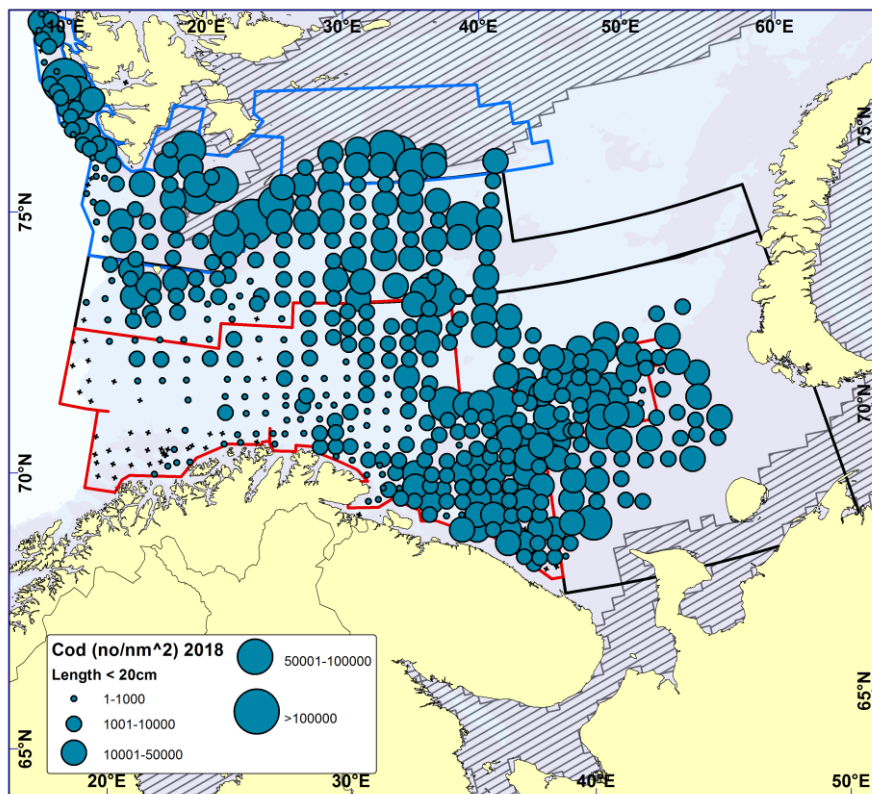 10°E 20°E 30°E 40°E 50°E 60°E
75°N
75°N
70°N
70°N
65°N
65°N
Cod (no/nm^2) 2018
Length < 20cm
1-1000
1001-10000
10001-50000
50001-100000
>100000
20°E 30°E 40°E 50°E